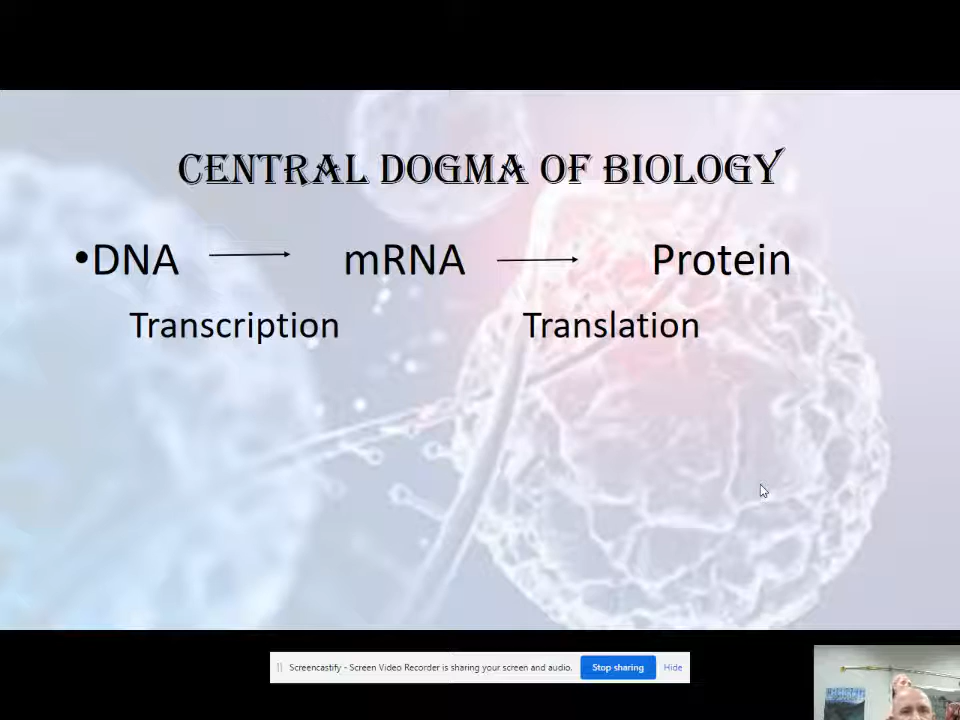 CENTRAL DOGMA OF BIOLOGY
•DNA mRNA Protein
Transcription Translation
Screencastify - Screen Video Recorder is sharing your screen and audio. Stop sharing Hide